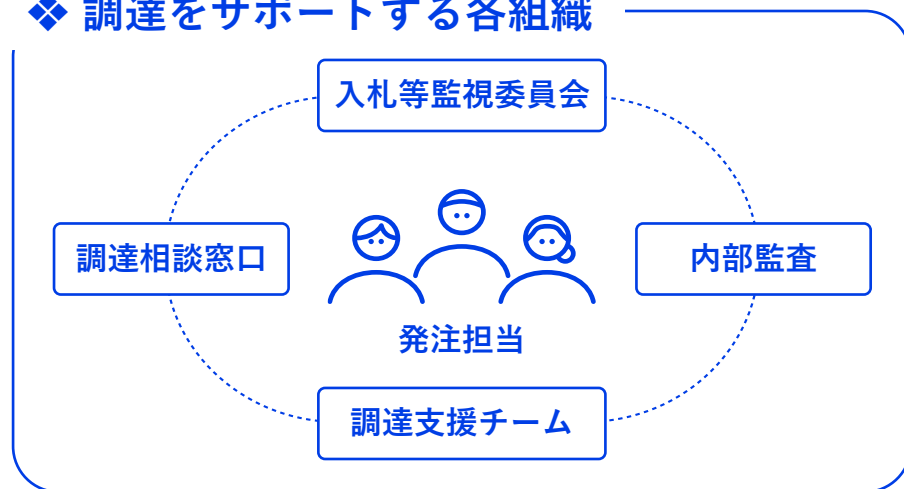 ❖ 調達をサポートする各組織
入札等監視委員会
調達相談窓口
内部監査
発注担当
調達支援チーム